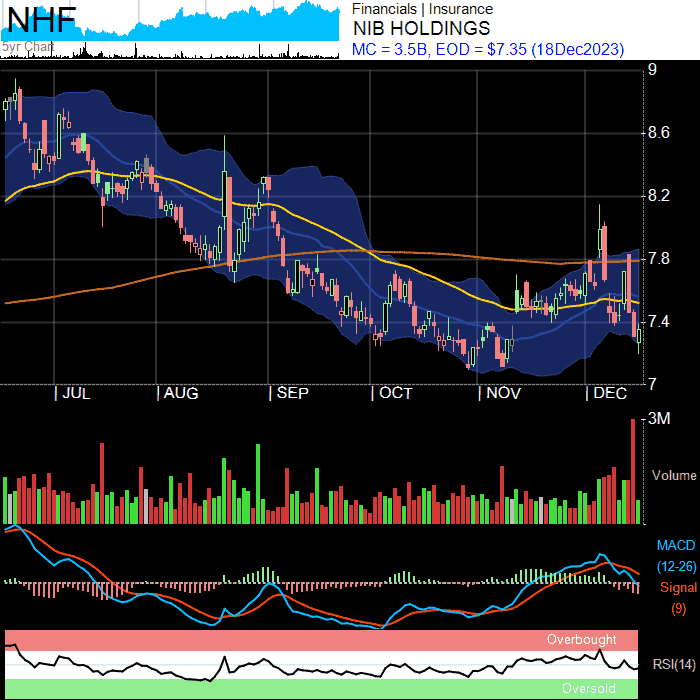 NHF
5yr Chart
Financials | Insurance
NIB HOLDINGS
MC = 3.5B, EOD = $7.35 (18Dec2023)
9
8.6
8.2
7.8
7.4
7
JUL AUG SEP OCT NOV DEC
3M
Volume
MACD
(12-26)
Signal
(9)
Overbought
RSI(14)
Oversold